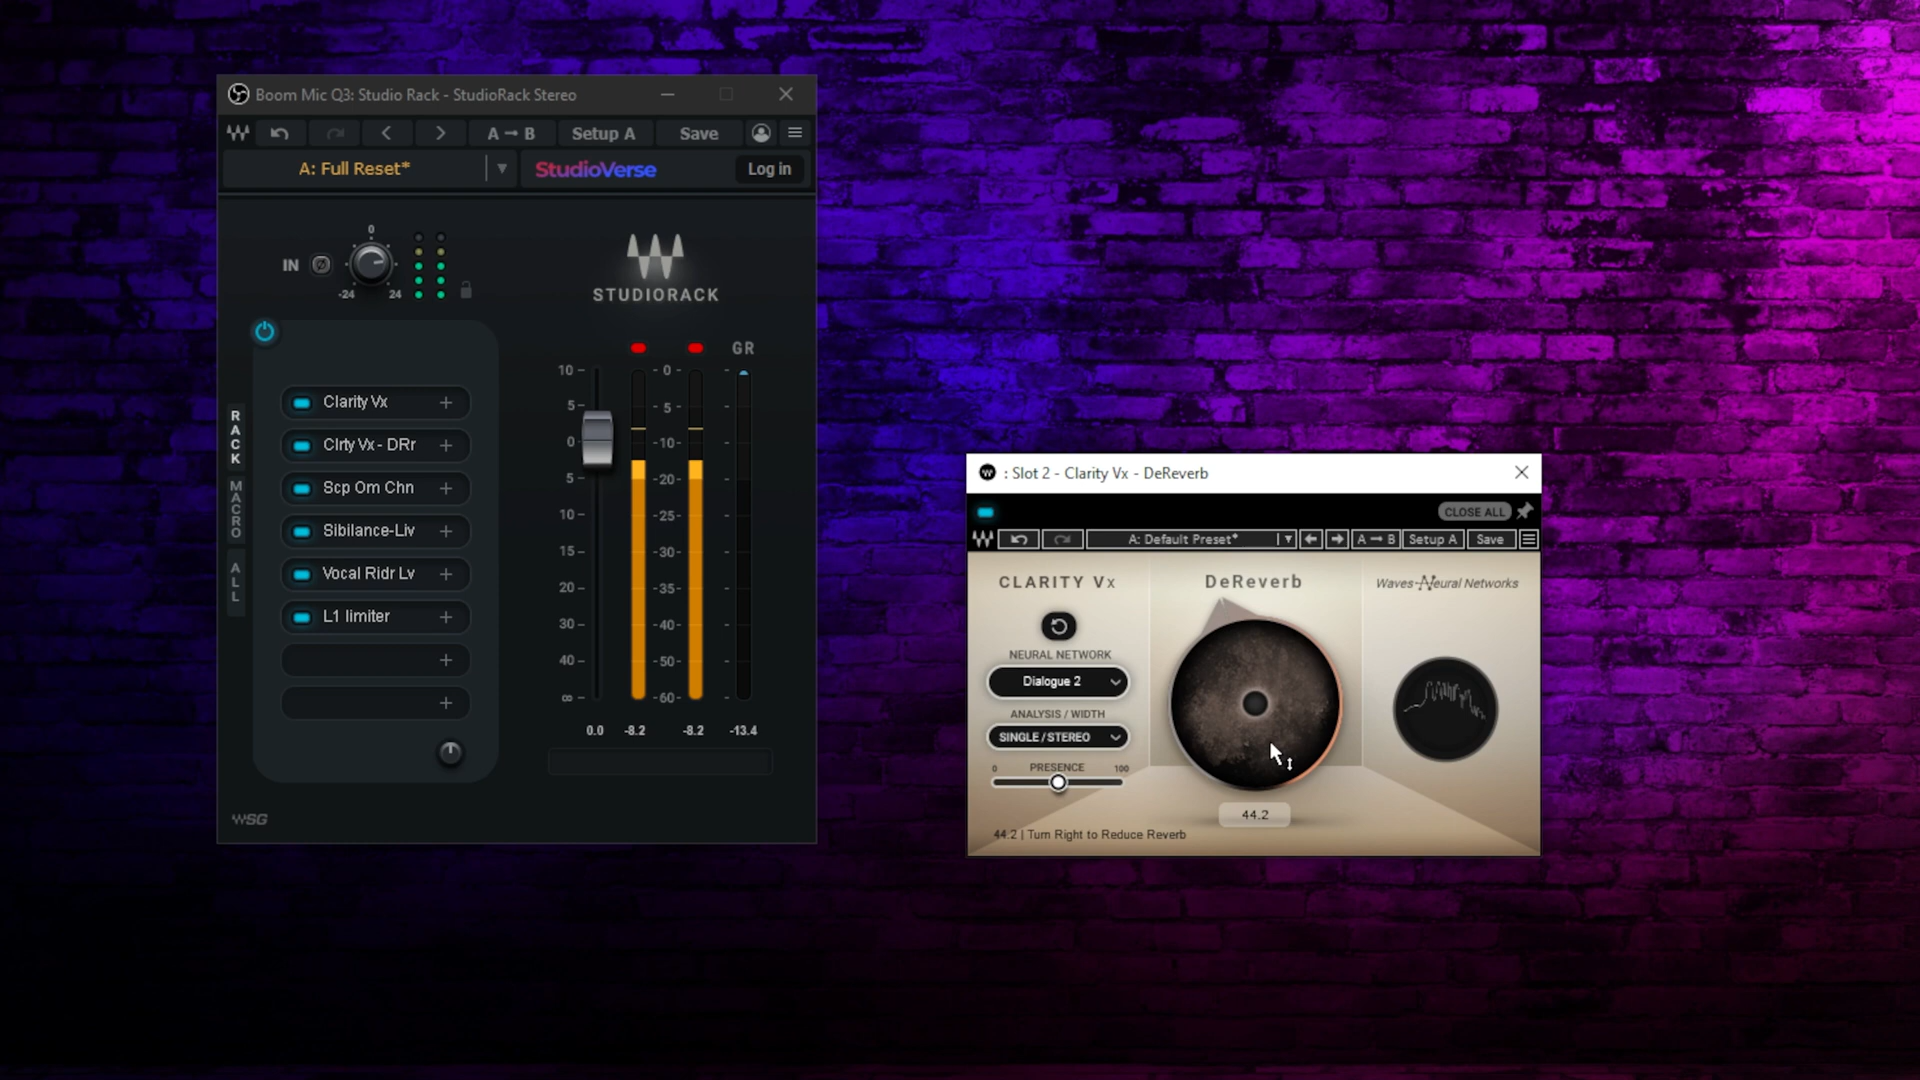 Boom Mic Q3: Studio Rack - StudioRack Stereo
A → B Setup A Save
A: Full Reset* StudioVerse Log in
0
IN
-24 24
STUDIORACK
GR
10 0
5 5
0 10
5 20
10 25
15 30
20 35
30 40
40 50
∞ 60
0.0 -8.2 -8.2 -13.4
RACK
MACRO
ALL
Clarity Vx +
Clrty Vx - DRr +
Scp Om Chn +
Sibilance-Liv +
Vocal Ridr Lv +
L1 limiter +
+
+
SG
: Slot 2 - Clarity Vx - DeReverb
CLOSE ALL
A: Default Preset* A → B Setup A Save
CLARITY Vx
DeReverb
Waves Neural Networks
NEURAL NETWORK
Dialogue 2
ANALYSIS / WIDTH
SINGLE / STEREO
0 PRESENCE 100
44.2
44.2 | Turn Right to Reduce Reverb